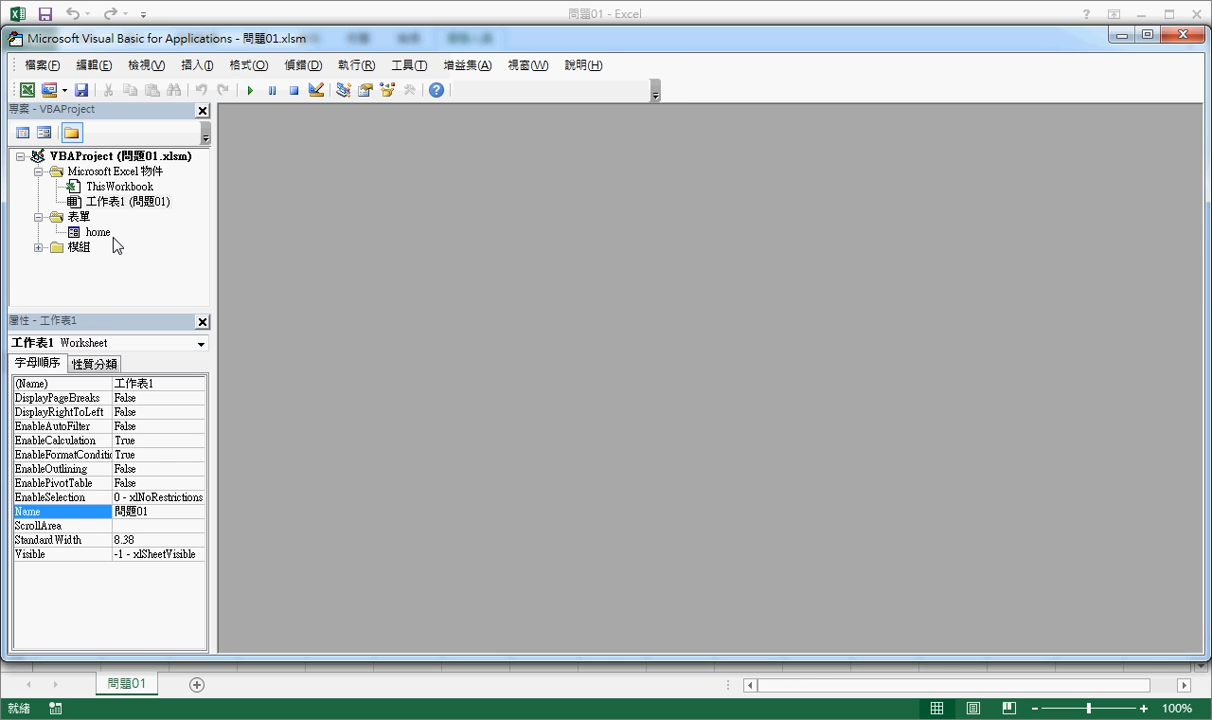 問題01 - Excel
Microsoft Visual Basic for Applications - 問題01.xlsm
檔案(F) 編輯(E) 檢視(V) 插入(I) 格式(O) 偵錯(D) 執行(R) 工具(T) 增益集(A) 視窗(W) 說明(H)
專案 - VBAProject
VBAProject (問題01.xlsm)
Microsoft Excel 物件
ThisWorkbook
工作表1 (問題01)
表單
home
模組
屬性 - 工作表1
工作表1 Worksheet
字母順序 性質分類
(Name) 工作表1
DisplayPageBreaks False
DisplayRightToLeft False
EnableAutoFilter False
EnableCalculation True
EnableFormatConditi True
EnableOutlining False
EnablePivotTable False
EnableSelection 0 - xlNoRestrictions
Name 問題01
ScrollArea
StandardWidth 8.38
Visible -1 - xlSheetVisible
問題01
就緒
100%